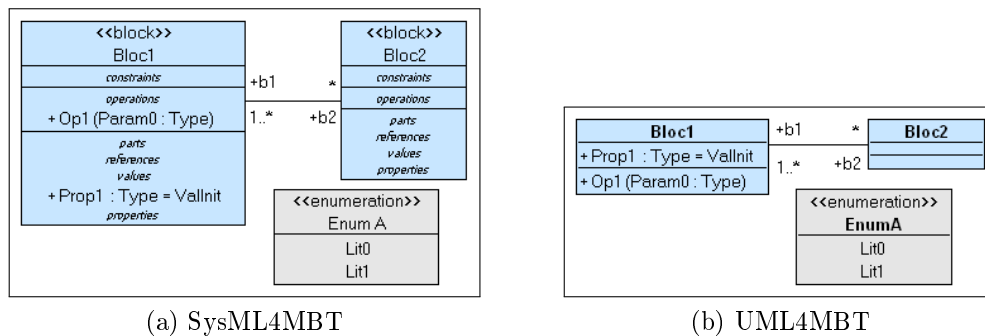 <<block>>
Bloc1
constraints
operations
+ Op1 (Param0 : Type)
parts
references
values
+ Prop1 : Type = ValInit
properties
+b1
*
1..*
+b2
<<block>>
Bloc2
constraints
operations
parts
references
values
properties
<<enumeration>>
Enum A
Lit0
Lit1
(a) SysML4MBT
Bloc1
+ Prop1 : Type = ValInit
+ Op1 (Param0 : Type)
+b1
*
1..*
+b2
Bloc2
<<enumeration>>
EnumA
Lit0
Lit1
(b) UML4MBT